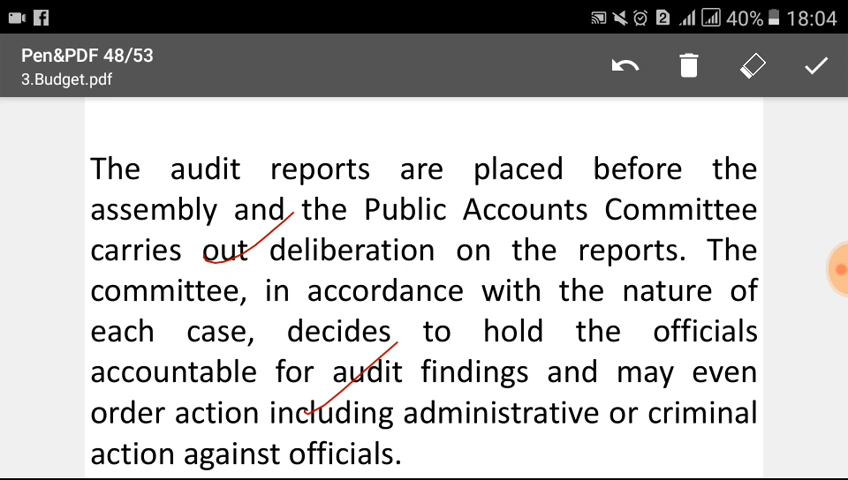 40% 18:04
Pen&PDF 48/53
3.Budget.pdf
The audit reports are placed before the
assembly and the Public Accounts Committee
carries out deliberation on the reports. The
committee, in accordance with the nature of
each case, decides to hold the officials
accountable for audit findings and may even
order action including administrative or criminal
action against officials.